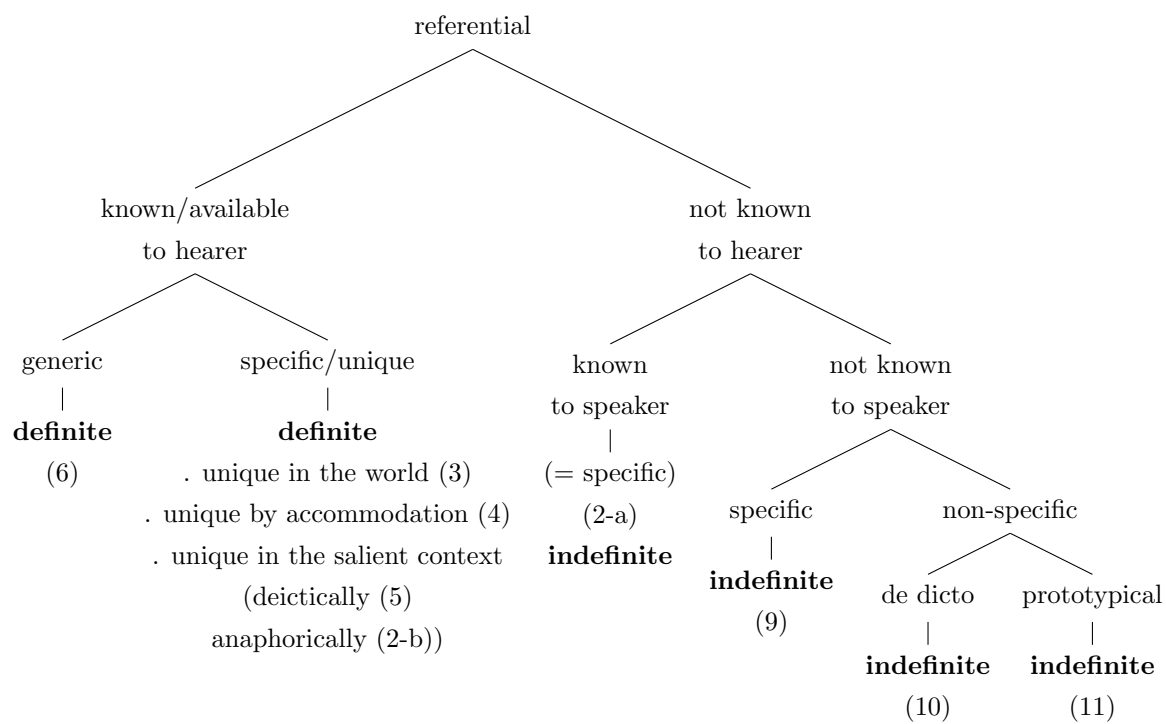 referential
known/available
to hearer
not known
to hearer
generic
definite
(6)
specific/unique
definite
. unique in the world (3)
. unique by accommodation (4)
. unique in the salient context
(deictically (5)
anaphorically (2-b))
known
to speaker
(= specific)
(2-a)
indefinite
not known
to speaker
specific
indefinite
(9)
non-specific
de dicto
indefinite
(10)
prototypical
indefinite
(11)